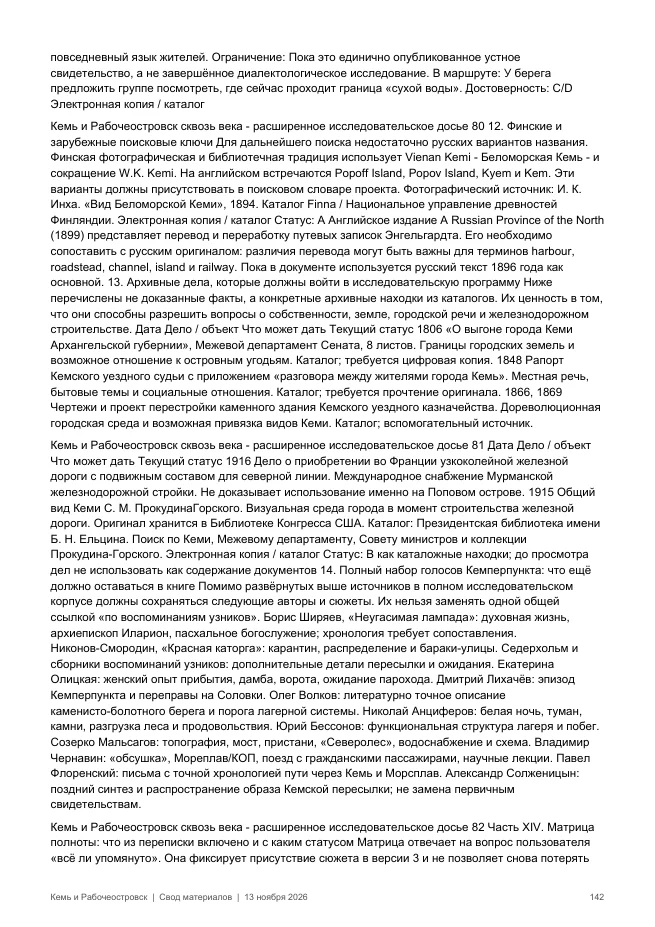 повседневный язык жителей. Ограничение: Пока это единично опубликованное устное
свидетельство, а не завершённое диалектологическое исследование. В маршруте: У берега
предложить группе посмотреть, где сейчас проходит граница «сухой воды». Достоверность: C/D
Электронная копия / каталог
Кемь и Рабочеостровск сквозь века - расширенное исследовательское досье 80 12. Финские и
зарубежные поисковые ключи Для дальнейшего поиска недостаточно русских вариантов названия.
Финская фотографическая и библиотечная традиция использует Vienan Kemi - Беломорская Кемь - и
сокращение W.K. Kemi. На английском встречаются Popoff Island, Popov Island, Kyem и Kem. Эти
варианты должны присутствовать в поисковом словаре проекта. Фотографический источник: И. К.
Инха. «Вид Беломорской Кеми», 1894. Каталог Finna / Национальное управление древностей
Финляндии. Электронная копия / каталог Статус: А Английское издание A Russian Province of the North
(1899) представляет перевод и переработку путевых записок Энгельгардта. Его необходимо
сопоставить с русским оригиналом: различия перевода могут быть важны для терминов harbour,
roadstead, channel, island и railway. Пока в документе используется русский текст 1896 года как
основной. 13. Архивные дела, которые должны войти в исследовательскую программу Ниже
перечислены не доказанные факты, а конкретные архивные находки из каталогов. Их ценность в том,
что они способны разрешить вопросы о собственности, земле, городской речи и железнодорожном
строительстве. Дата Дело / объект Что может дать Текущий статус 1806 «О выгоне города Кеми
Архангельской губернии», Межевой департамент Сената, 8 листов. Границы городских земель и
возможное отношение к островным угодьям. Каталог; требуется цифровая копия. 1848 Рапорт
Кемского уездного судьи с приложением «разговора между жителями города Кемь». Местная речь,
бытовые темы и социальные отношения. Каталог; требуется прочтение оригинала. 1866, 1869
Чертежи и проект перестройки каменного здания Кемского уездного казначейства. Дореволюционная
городская среда и возможная привязка видов Кеми. Каталог; вспомогательный источник.
Кемь и Рабочеостровск сквозь века - расширенное исследовательское досье 81 Дата Дело / объект
Что может дать Текущий статус 1916 Дело о приобретении во Франции узкоколейной железной
дороги с подвижным составом для северной линии. Международное снабжение Мурманской
железнодорожной стройки. Не доказывает использование именно на Поповом острове. 1915 Общий
вид Кеми С. М. ПрокудинаГорского. Визуальная среда города в момент строительства железной
дороги. Оригинал хранится в Библиотеке Конгресса США. Каталог: Президентская библиотека имени
Б. Н. Ельцина. Поиск по Кеми, Межевому департаменту, Совету министров и коллекции
Прокудина-Горского. Электронная копия / каталог Статус: В как каталожные находки; до просмотра
дел не использовать как содержание документов 14. Полный набор голосов Кемперпункта: что ещё
должно оставаться в книге Помимо развёрнутых выше источников в полном исследовательском
корпусе должны сохраняться следующие авторы и сюжеты. Их нельзя заменять одной общей
ссылкой «по воспоминаниям узников». Борис Ширяев, «Неугасимая лампада»: духовная жизнь,
архиепископ Иларион, пасхальное богослужение; хронология требует сопоставления.
Никонов-Смородин, «Красная каторга»: карантин, распределение и бараки-улицы. Седерхольм и
сборники воспоминаний узников: дополнительные детали пересылки и ожидания. Екатерина
Олицкая: женский опыт прибытия, дамба, ворота, ожидание парохода. Дмитрий Лихачёв: эпизод
Кемперпункта и переправы на Соловки. Олег Волков: литературно точное описание
каменисто-болотного берега и порога лагерной системы. Николай Анциферов: белая ночь, туман,
камни, разгрузка леса и продовольствия. Юрий Бессонов: функциональная структура лагеря и побег.
Созерко Мальсагов: топография, мост, пристани, «Северолес», водоснабжение и схема. Владимир
Чернавин: «обсушка», Мореплав/КОП, поезд с гражданскими пассажирами, научные лекции. Павел
Флоренский: письма с точной хронологией пути через Кемь и Морсплав. Александр Солженицын:
поздний синтез и распространение образа Кемской пересылки; не замена первичным
свидетельствам.
Кемь и Рабочеостровск сквозь века - расширенное исследовательское досье 82 Часть XIV. Матрица
полноты: что из переписки включено и с каким статусом Матрица отвечает на вопрос пользователя
«всё ли упомянуто». Она фиксирует присутствие сюжета в версии 3 и не позволяет снова потерять
Кемь и Рабочеостровск | Свод материалов | 13 ноября 2026
142